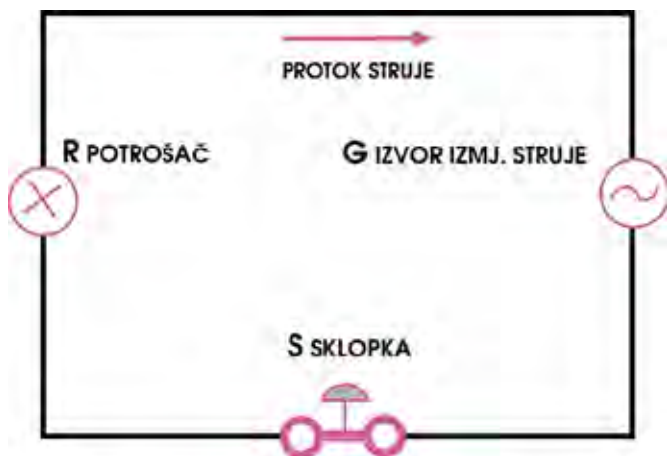 PROTOK STRUJE
R POTROŠAČ
G IZVOR IZMJ. STRUJE
S SKLOPKA